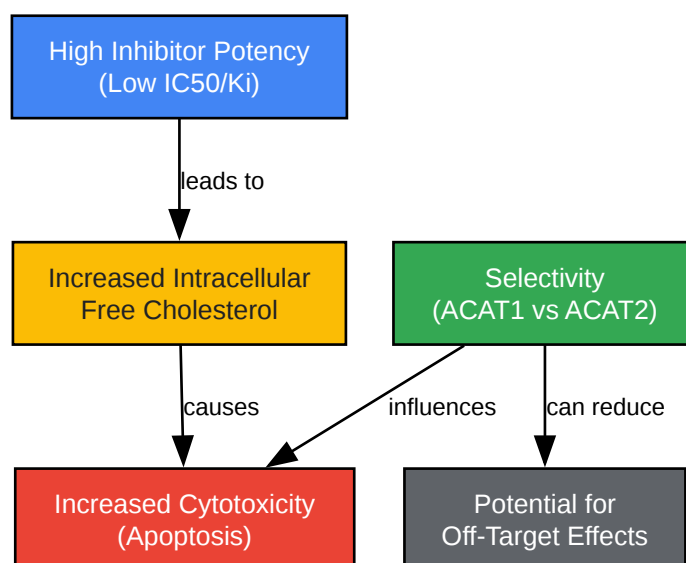 High Inhibitor Potency
(Low IC50/Ki)
leads to
Increased Intracellular
Free Cholesterol
Selectivity
(ACAT1 vs ACAT2)
causes
influences
can reduce
Increased Cytotoxicity
(Apoptosis)
Potential for
Off-Target Effects